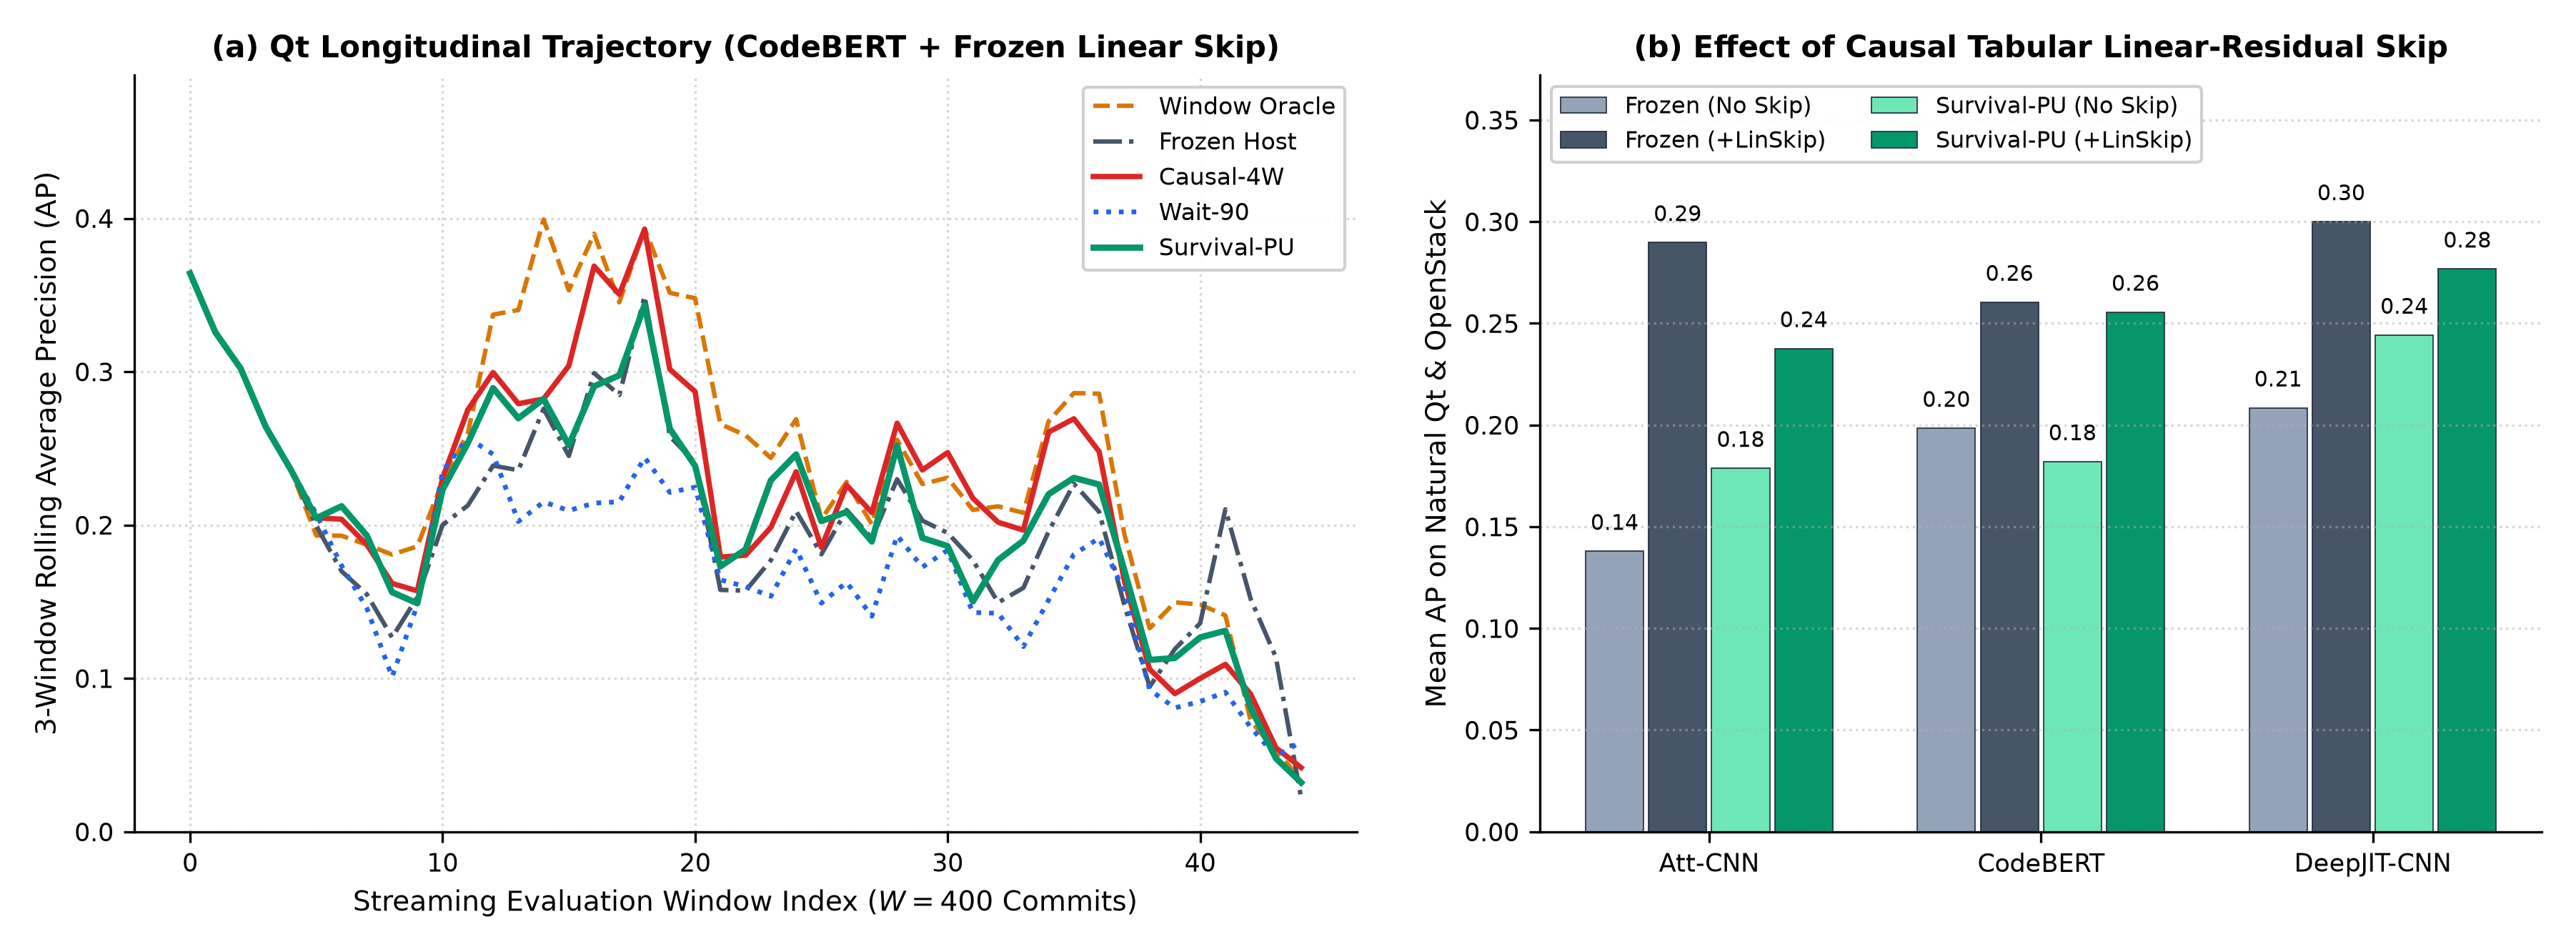 (a) Qt Longitudinal Trajectory (CodeBERT + Frozen Linear Skip)
3-Window Rolling Average Precision (AP)
0.4
0.3
0.2
0.1
0.0
0
10
20
30
40
Streaming Evaluation Window Index (W = 400 Commits)
Window Oracle
Frozen Host
Causal-4W
Wait-90
Survival-PU
(b) Effect of Causal Tabular Linear-Residual Skip
Mean AP on Natural Qt & OpenStack
0.35
0.30
0.25
0.20
0.15
0.10
0.05
0.00
Frozen (No Skip)
Frozen (+LinSkip)
Survival-PU (No Skip)
Survival-PU (+LinSkip)
0.14
0.29
0.18
0.24
0.20
0.26
0.18
0.26
0.21
0.30
0.24
0.28
Att-CNN
CodeBERT
DeepJIT-CNN